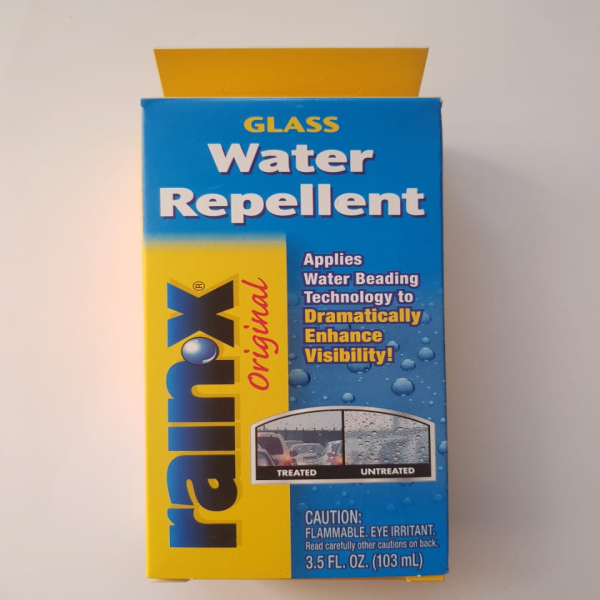 GLASS
Water
Repellent
rain·x®
Original
Applies
Water Beading
Technology to
Dramatically
Enhance
Visibility!
TREATED
UNTREATED
CAUTION:
FLAMMABLE. EYE IRRITANT.
Read carefully other cautions on back.
3.5 FL. OZ. (103 mL)